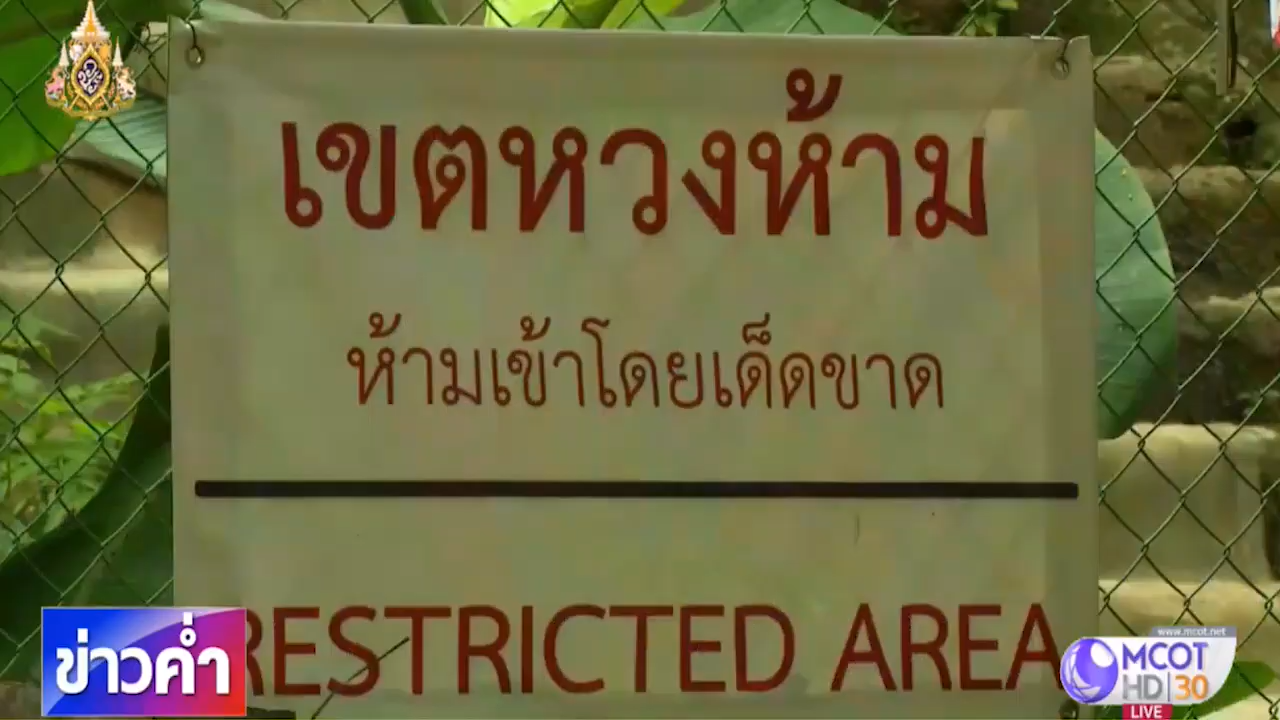 เขตหวงห้าม
ห้ามเข้าโดยเด็ดขาด
RESTRICTED AREA
ข่าวค่ำ
www.mcot.net
MCOT
HD 30
LIVE